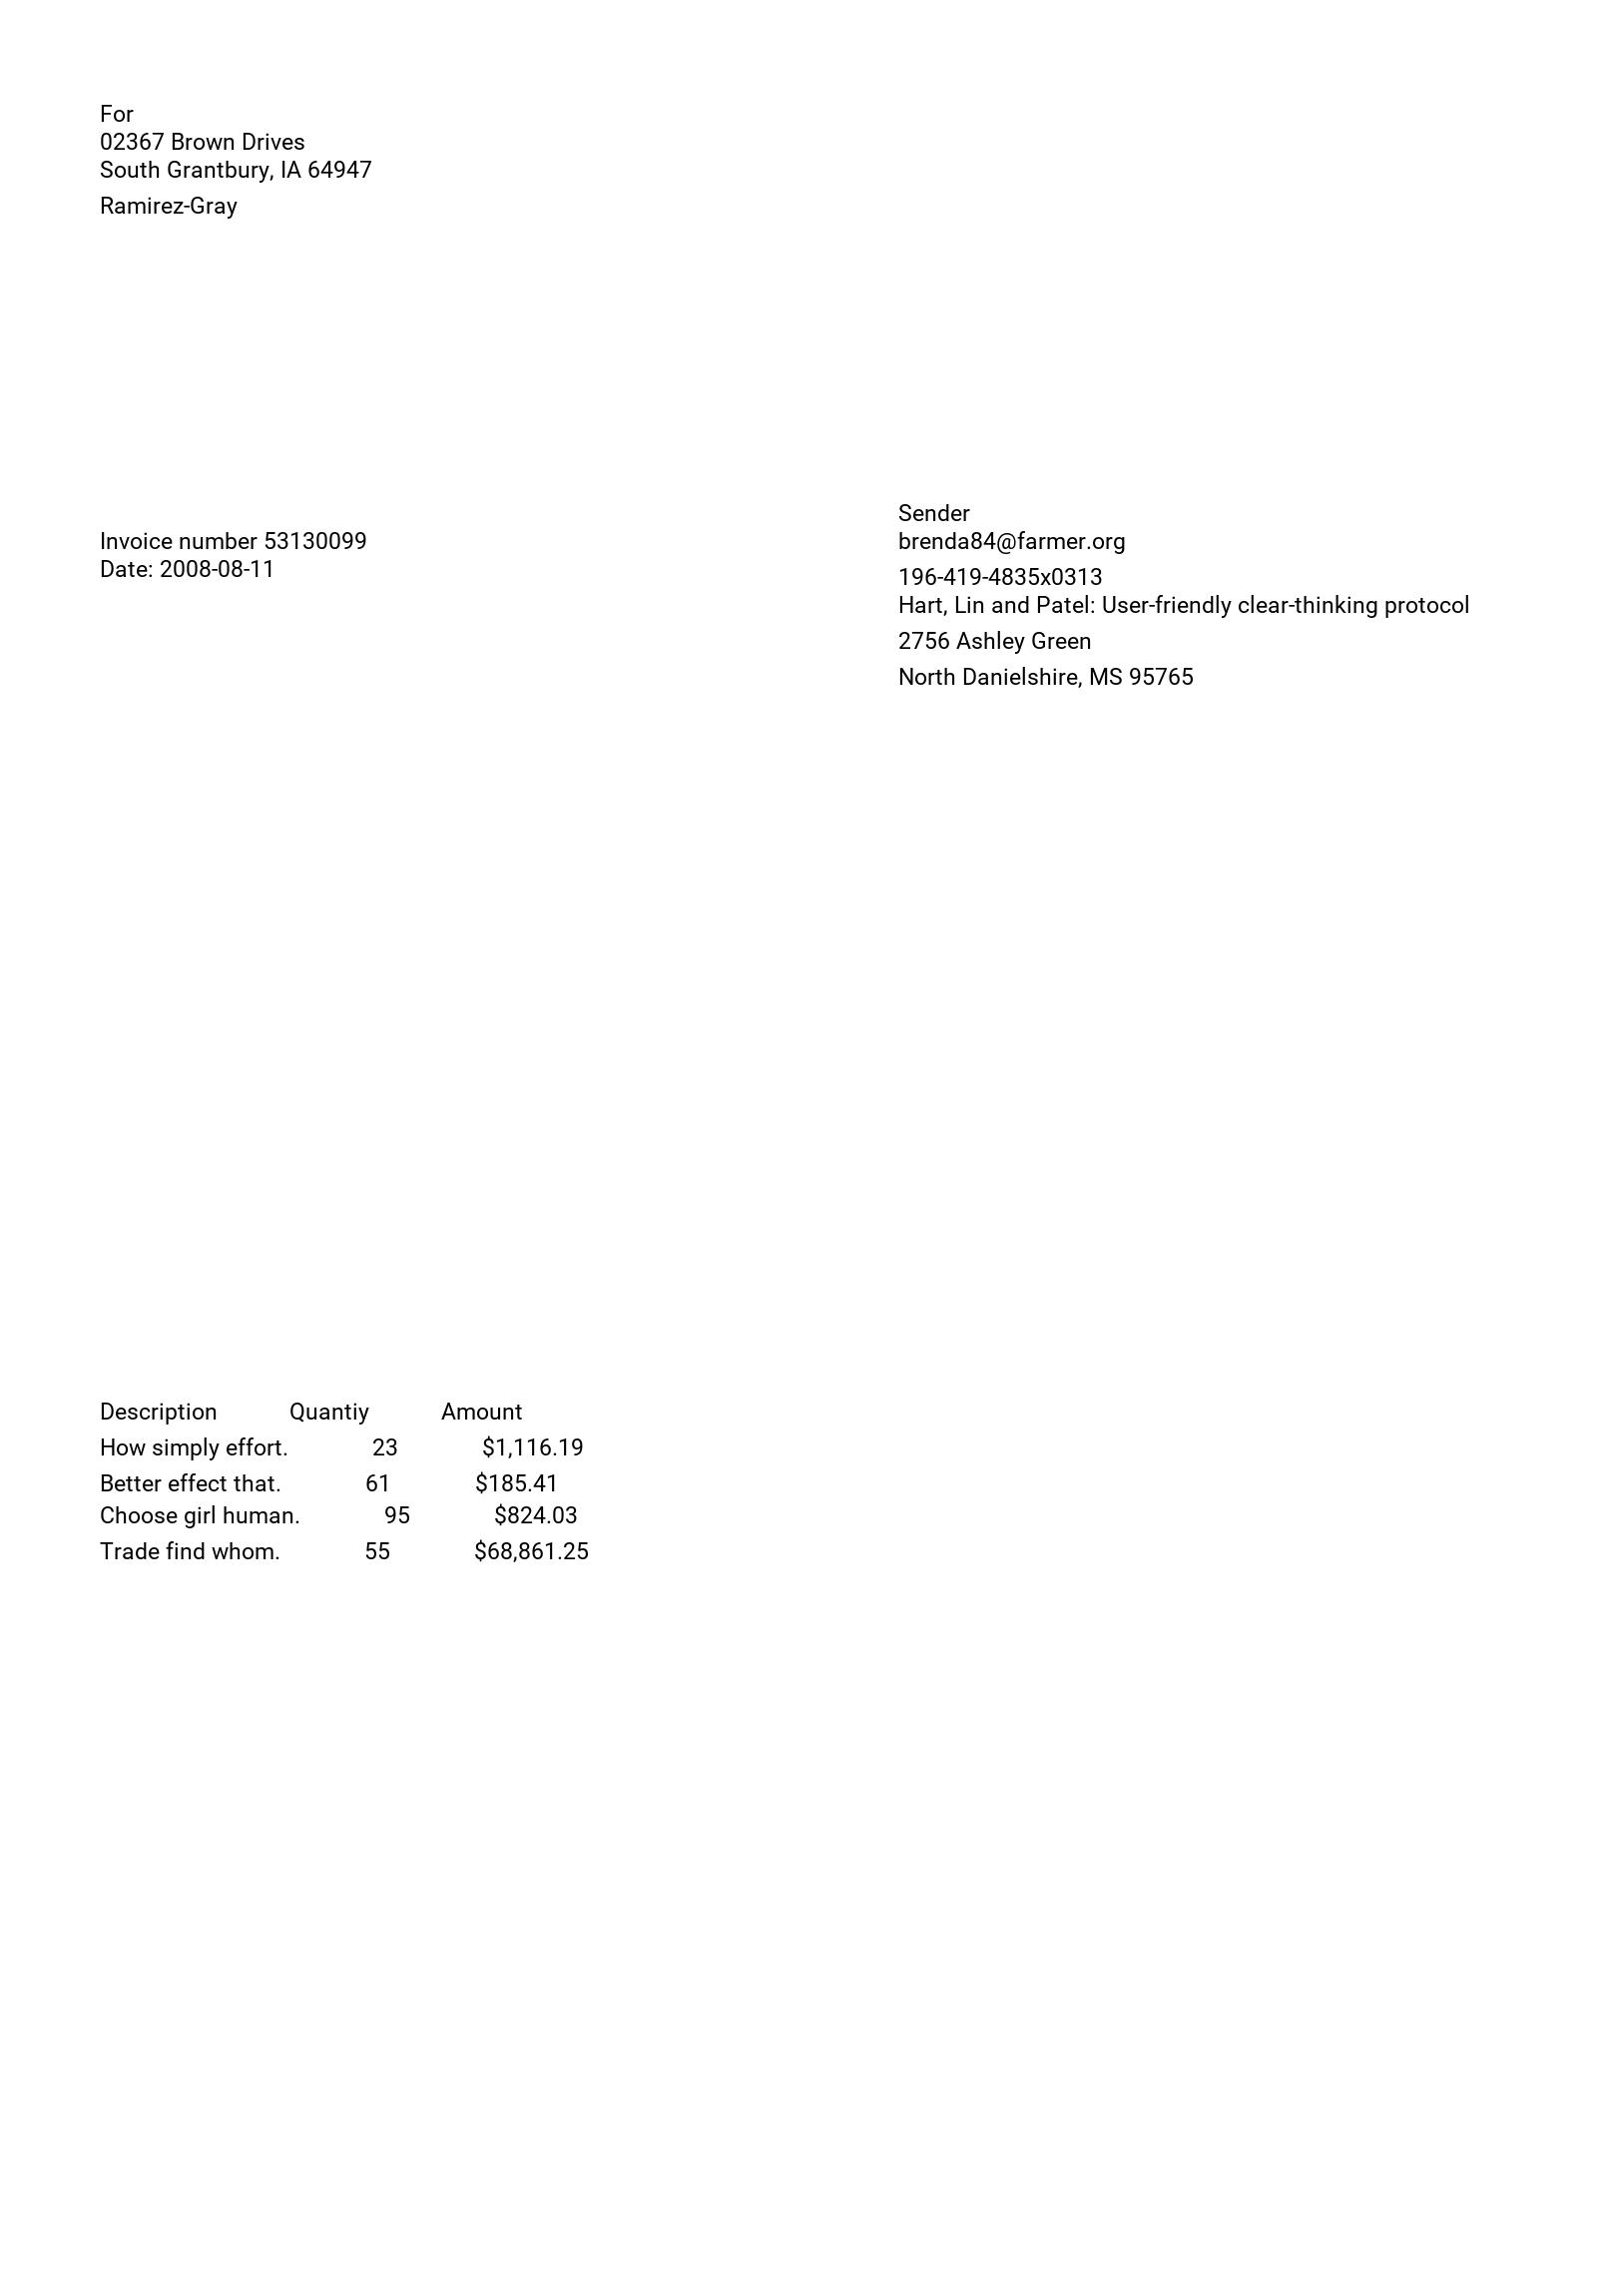 For
02367 Brown Drives
South Grantbury, IA 64947
Ramirez-Gray
Invoice number 53130099
Date: 2008-08-11
Sender
brenda84@farmer.org
196-419-4835x0313
Hart, Lin and Patel: User-friendly clear-thinking protocol
2756 Ashley Green
North Danielshire, MS 95765
Description Quantiy Amount
How simply effort. 23 $1,116.19
Better effect that. 61 $185.41
Choose girl human. 95 $824.03
Trade find whom. 55 $68,861.25